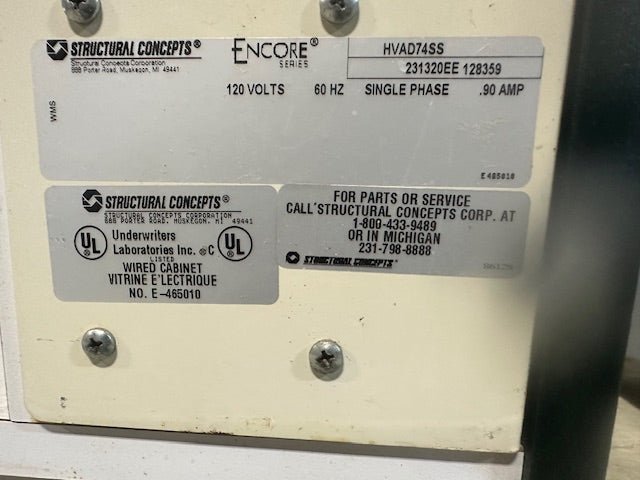 STRUCTURAL CONCEPTS®
Structural Concepts Corporation
888 Porter Road, Muskegon, MI 49441
ENCORE®
SERIES
HVAD74SS
231320EE 128359
120 VOLTS 60 HZ SINGLE PHASE .90 AMP
WMS
E465010
STRUCTURAL CONCEPTS®
STRUCTURAL CONCEPTS CORPORATION
888 PORTER ROAD, MUSKEGON, MI 49441
UL Underwriters
Laboratories Inc. ® C UL
LISTED
WIRED CABINET
VITRINE E'LECTRIQUE
NO. E-465010
FOR PARTS OR SERVICE
CALL STRUCTURAL CONCEPTS CORP. AT
1-800-433-9489
OR IN MICHIGAN
231-798-8888
STRUCTURAL CONCEPTS®